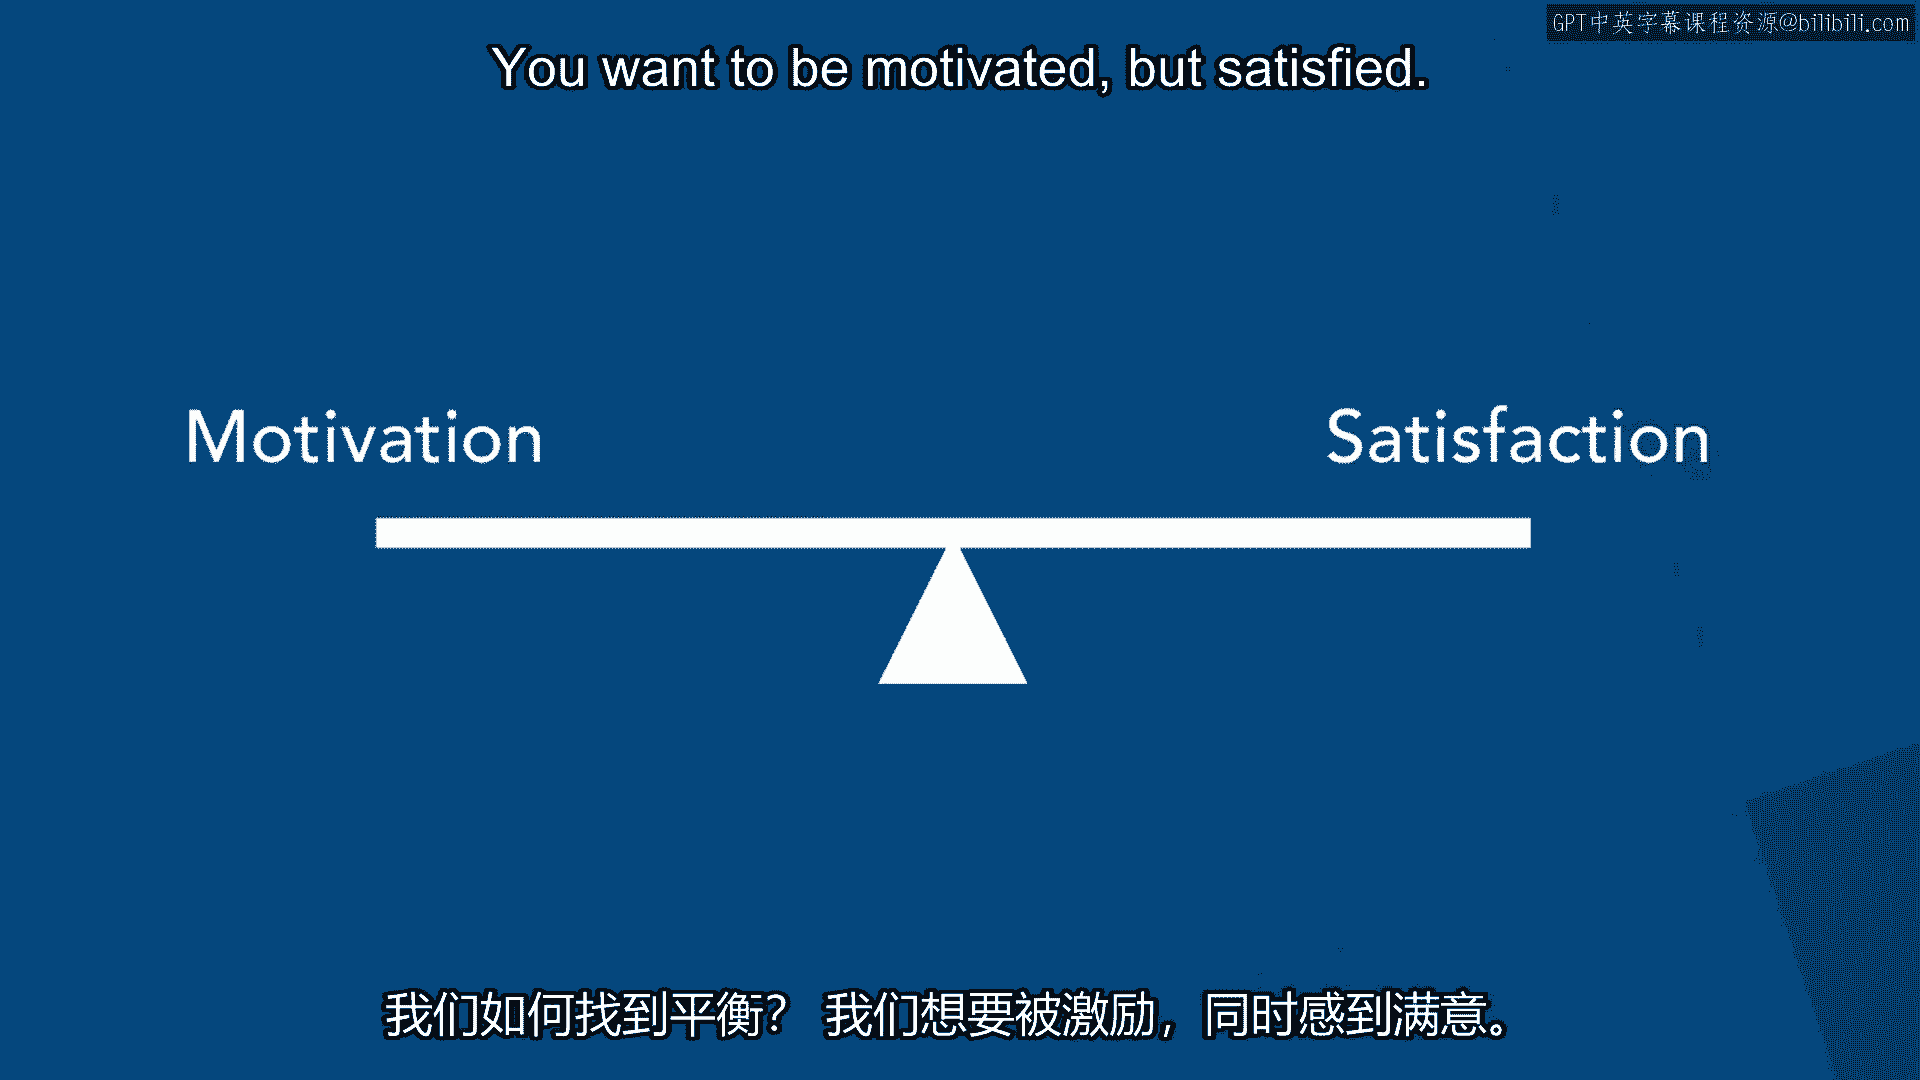 GPT中英字幕课程资源@bilibili.com
You want to be motivated, but satisfied.
Motivation
Satisfaction
我们如何找到平衡？ 我们想要被激励，同时感到满意。